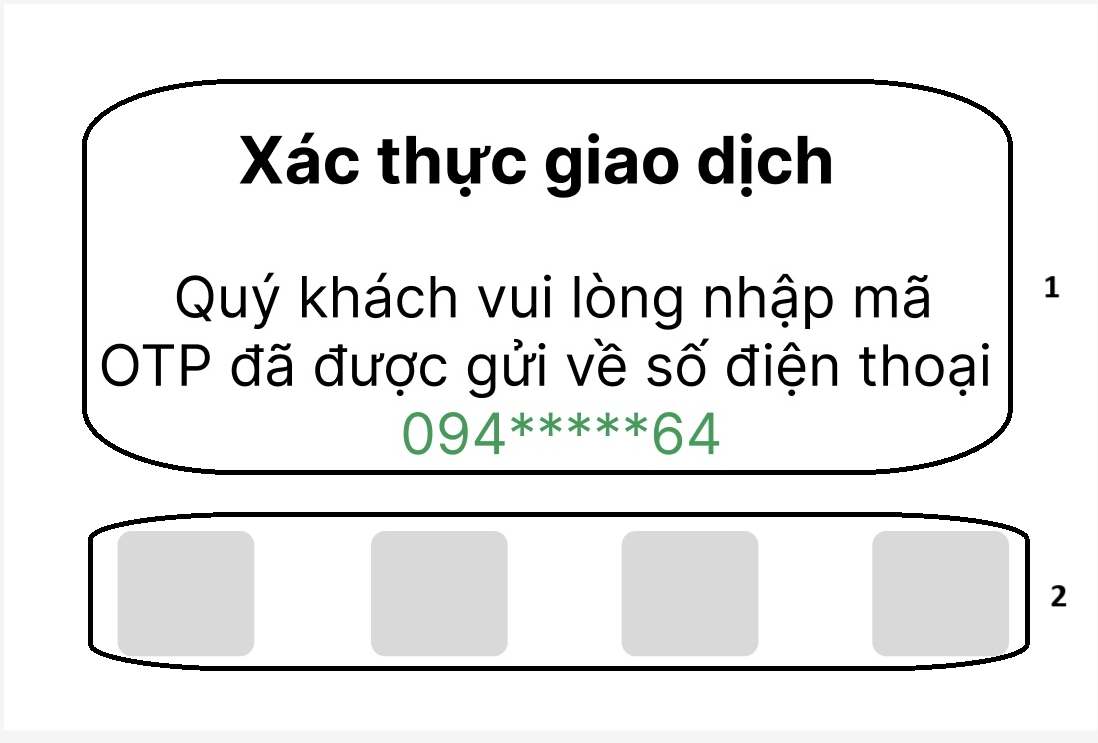 Xác thực giao dịch
Quý khách vui lòng nhập mã
OTP đã được gửi về số điện thoại
094*****64
1
2